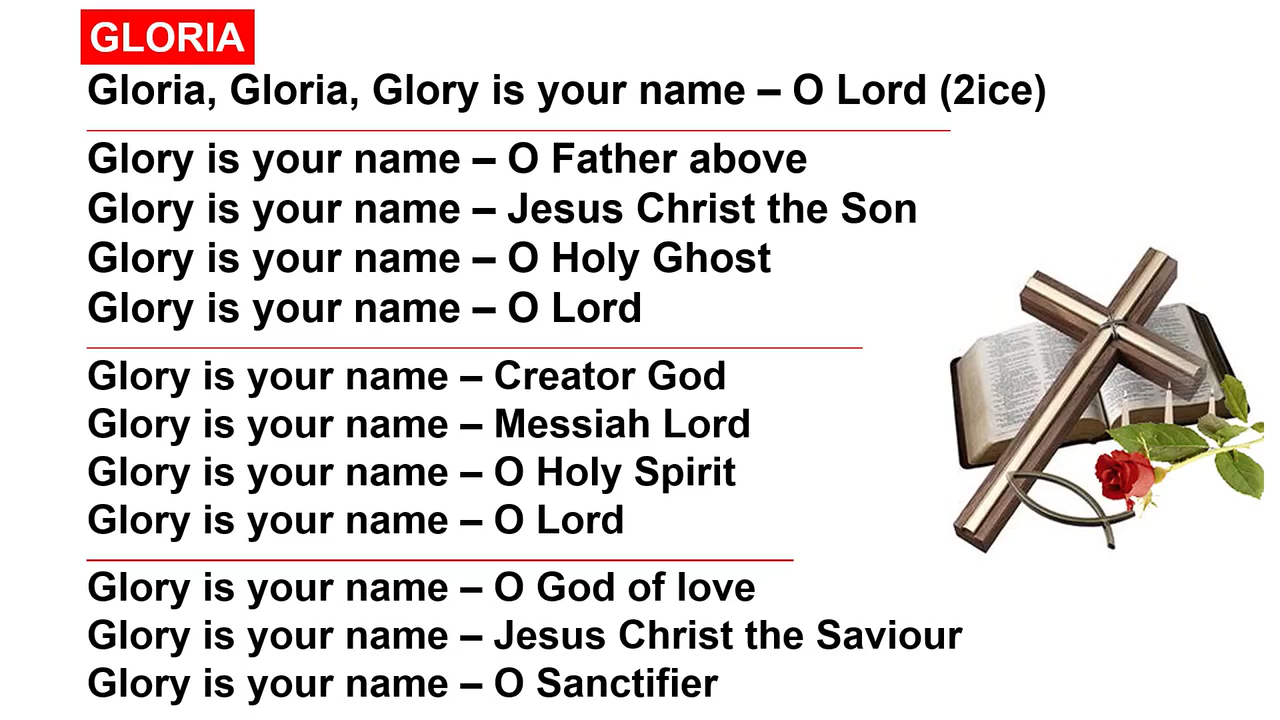 GLORIA
Gloria, Gloria, Glory is your name – O Lord (2ice)
Glory is your name – O Father above
Glory is your name – Jesus Christ the Son
Glory is your name – O Holy Ghost
Glory is your name – O Lord
Glory is your name – Creator God
Glory is your name – Messiah Lord
Glory is your name – O Holy Spirit
Glory is your name – O Lord
Glory is your name – O God of love
Glory is your name – Jesus Christ the Saviour
Glory is your name – O Sanctifier